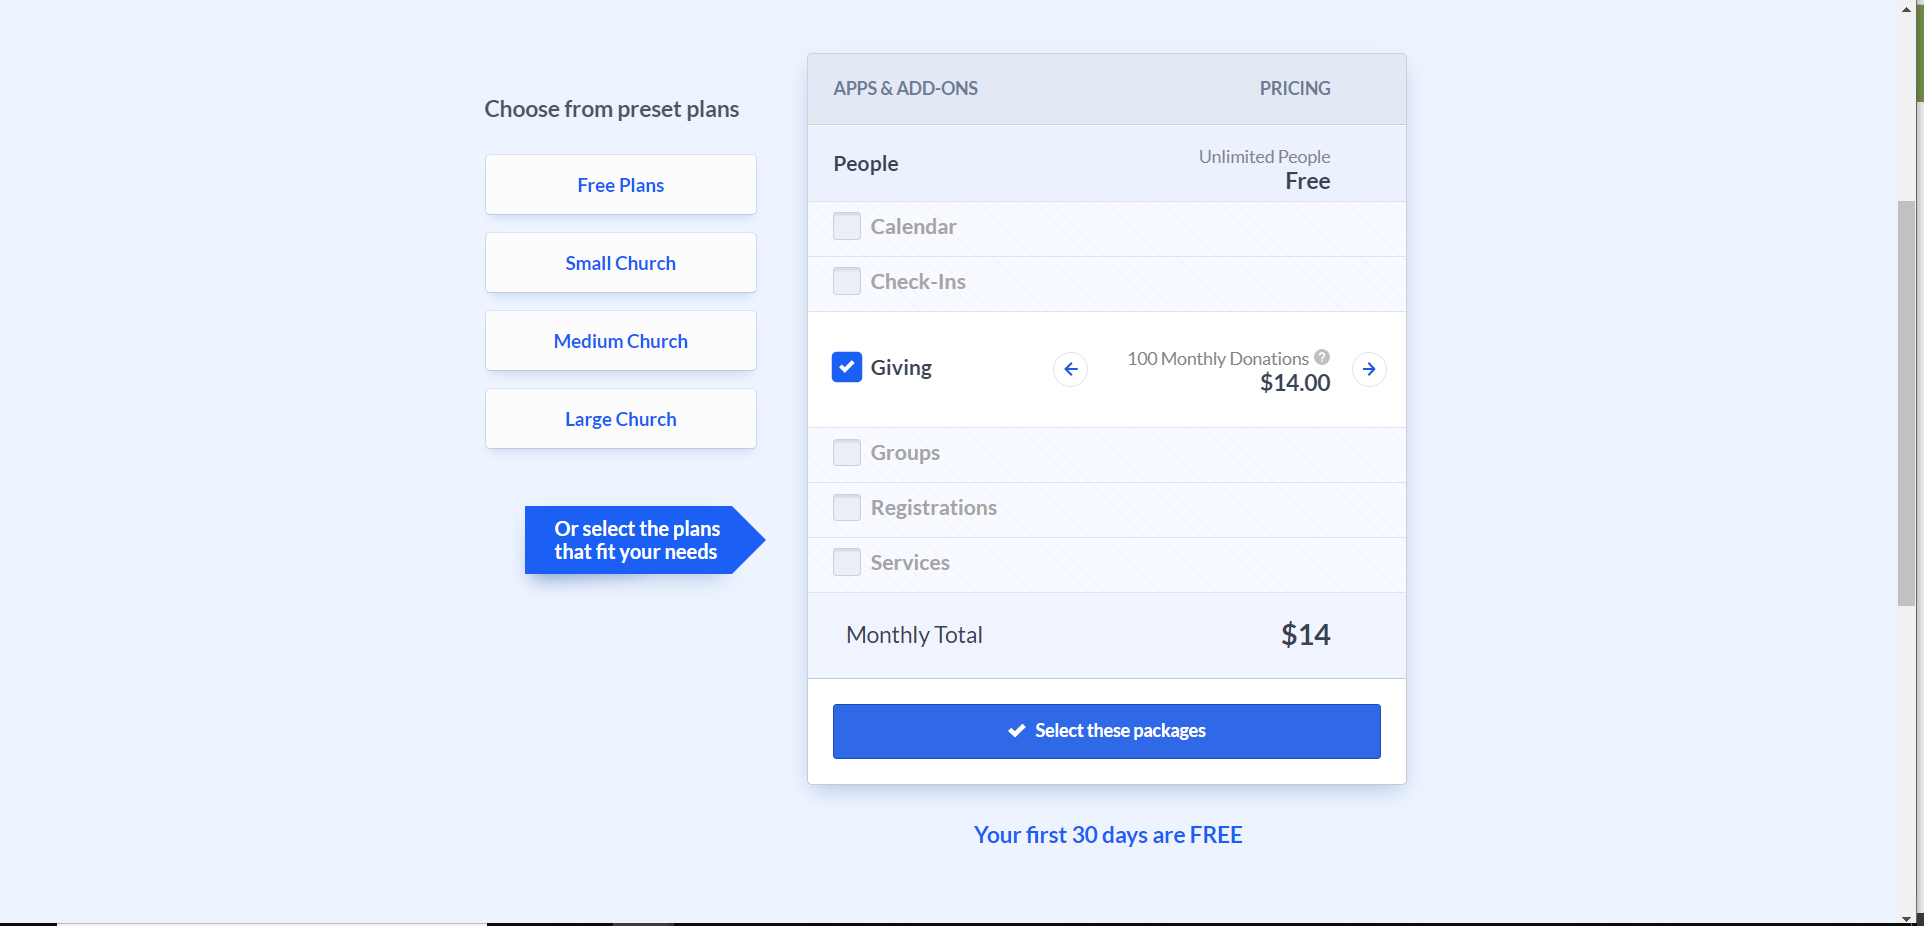 Choose from preset plans
Free Plans
Small Church
Medium Church
Large Church
Or select the plans
that fit your needs
APPS & ADD-ONS PRICING
People
Unlimited People
Free
Calendar
Check-Ins
Giving
100 Monthly Donations ?
$14.00
Groups
Registrations
Services
Monthly Total $14
Select these packages
Your first 30 days are FREE